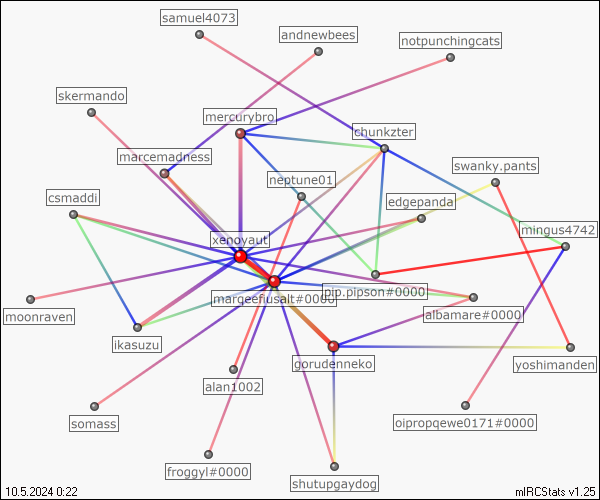 samuel4073
andnewbees
notpunchingcats
skermando
mercurybro
chunkzter
marcemadness
swanky.pants
neptune01
csmaddi
edgepanda
mingus4742
xenoyaut
pip.pipson#0000
marqeefiusalt#0000
moonraven
albamare#0000
ikasuzu
gorudenneko
yoshimanden
alan1002
somass
oipropqewe0171#0000
froggyl#0000
shutupgaydog
10.5.2024 0:22
mIRCStats v1.25